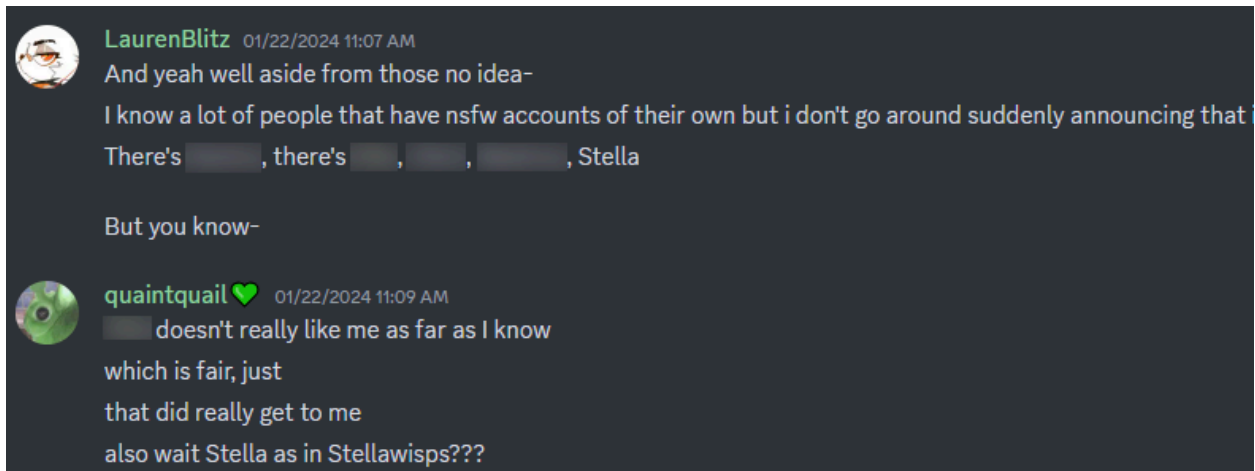 LaurenBlitz 01/22/2024 11:07 AM
And yeah well aside from those no idea-
I know a lot of people that have nsfw accounts of their own but i don't go around suddenly announcing that i
There's , there's , , , Stella
But you know-
quaintquail 01/22/2024 11:09 AM
doesn't really like me as far as I know
which is fair, just
that did really get to me
also wait Stella as in Stellawisps???